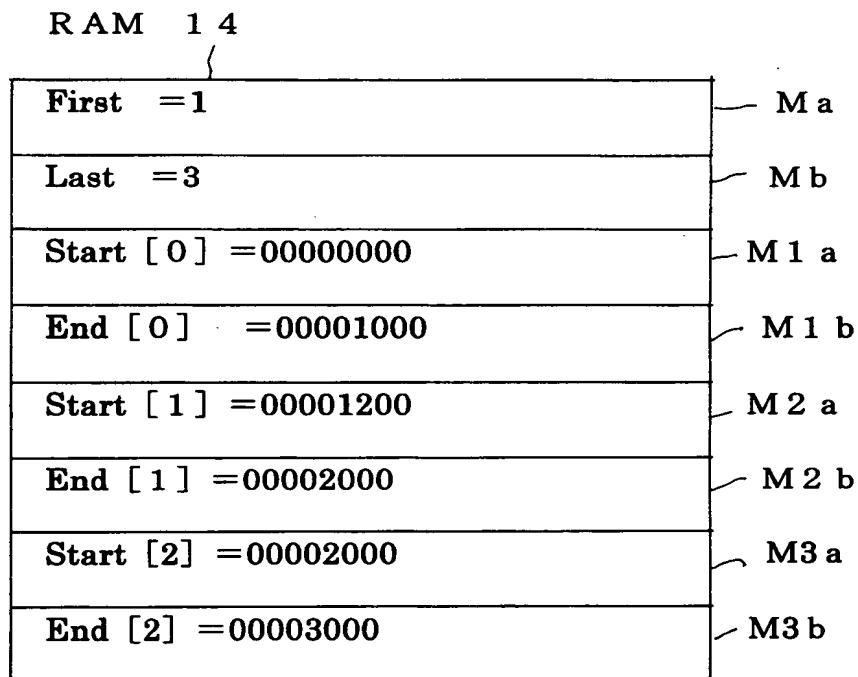 RAM 14
First =1 Ma
Last =3 Mb
Start [0] =00000000 M1a
End [0] =00001000 M1b
Start [1] =00001200 M2a
End [1] =00002000 M2b
Start [2] =00002000 M3a
End [2] =00003000 M3b